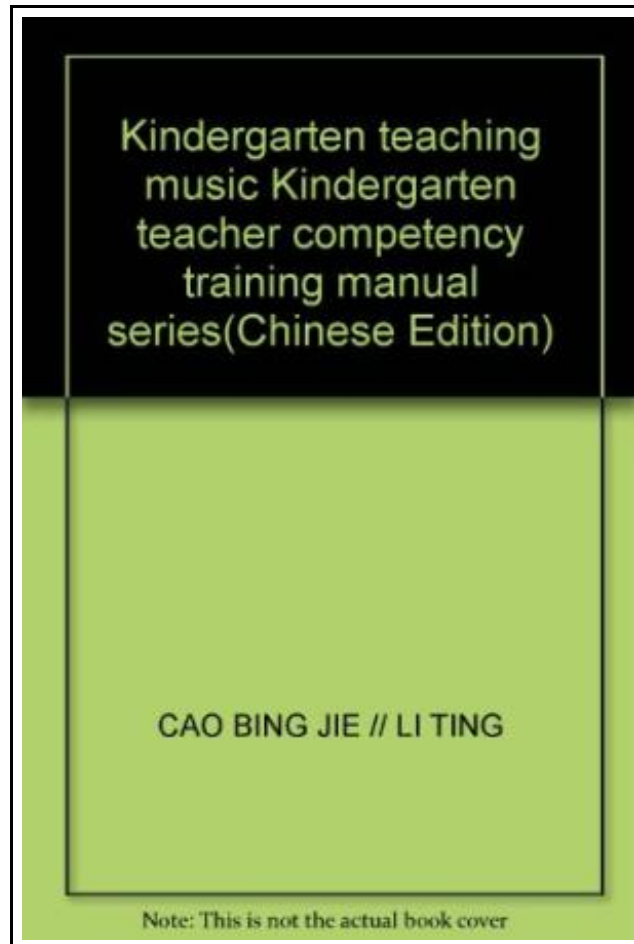 Kindergarten teaching
music Kindergarten
teacher competency
training manual
series(Chinese Edition)
CAO BING JIE // LI TING
Note: This is not the actual book cover